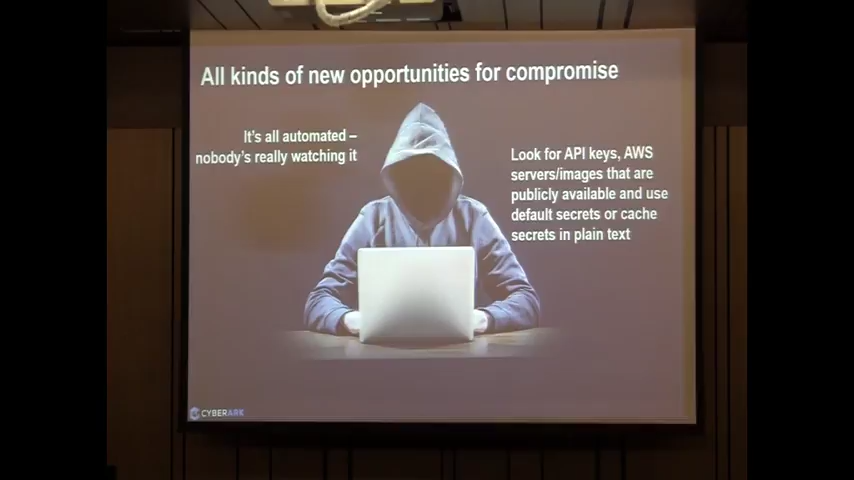 All kinds of new opportunities for compromise
It's all automated –
nobody's really watching it
Look for API keys, AWS
servers/images that are
publicly available and use
default secrets or cache
secrets in plain text
CYBERARK